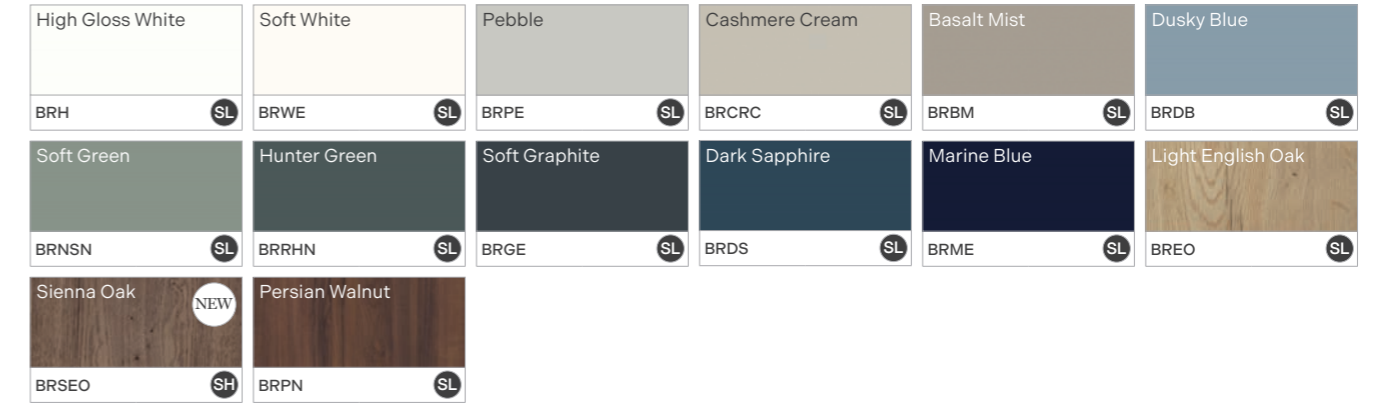 High Gloss White
BRH SL
Soft White
BRWE SL
Pebble
BRPE SL
Cashmere Cream
BRCRC SL
Basalt Mist
BRBM SL
Dusky Blue
BRDB SL
Soft Green
BRNSN SL
Hunter Green
BRRHN SL
Soft Graphite
BRGE SL
Dark Sapphire
BRDS SL
Marine Blue
BRME SL
Light English Oak
BREO SL
Sienna Oak
NEW
BRSEO SH
Persian Walnut
BRPN SL